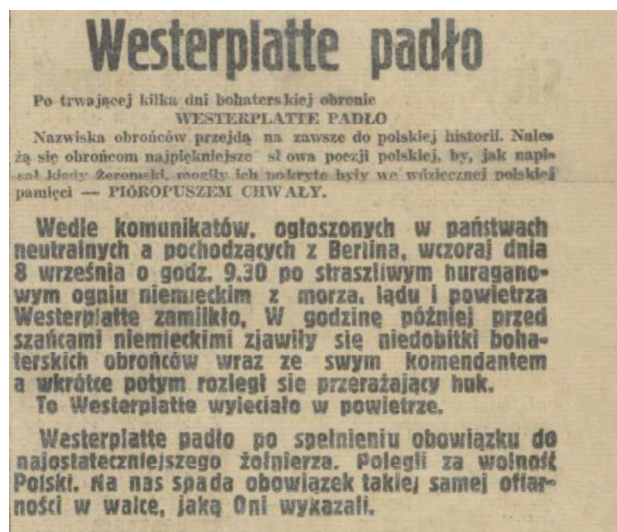 Westerplatte padło
Po trwającej kilka dni bohaterskiej obronie
WESTERPLATTE PADŁO
Nazwiska obrońców przejdą na zawsze do polskiej historii. Nale-
żą się obrońcom najpiękniejsze słowa poezji polskiej, by, jak napi-
sał kiedy Żeromski, mogiły ich pokryte były we wdzięcznej polskiej
pamięci — PIÓROPUSZEM CHWAŁY.
Wedle komunikatów, ogłoszonych w państwach
neutralnych a pochodzących z Berlina, wczoraj dnia
8 września o godz. 9.30 po straszliwym huragano-
wym ogniu niemieckim z morza, lądu i powietrza
Westerplatte zamilkło. W godzinę później przed
szańcami niemieckimi zjawiły się niedobitki boha-
terskich obrońców wraz ze swym komendantem
a wkrótce potym rozległ się przerażający huk.
To Westerplatte wyleciało w powietrze.
Westerplatte padło po spełnieniu obowiązku do
najostateczniejszego żołnierza. Polegli za wolność
Polski. Na nas spada obowiązek takiej samej ofiar-
ności w walce, jaką Oni wykazali.